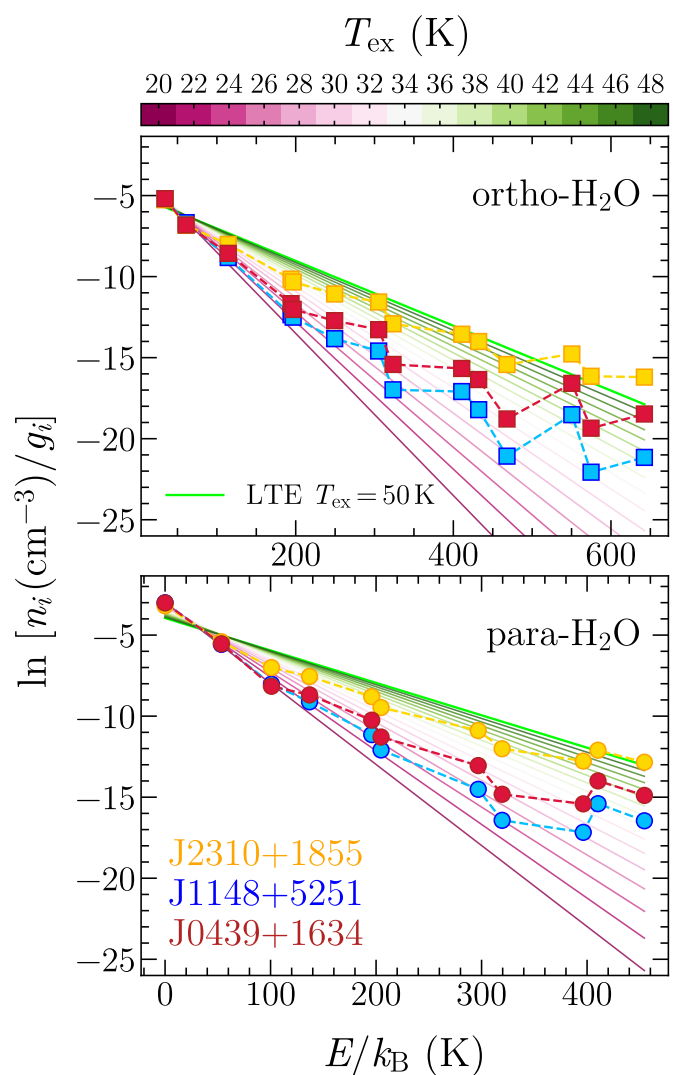 T_ex (K)
20 22 24 26 28 30 32 34 36 38 40 42 44 46 48
ortho-H₂O
−5
−10
−15
−20
−25
LTE T_ex = 50 K
200 400 600
ln [n_i(cm⁻³)/g_i]
para-H₂O
−5
−10
−15
−20
−25
J2310+1855
J1148+5251
J0439+1634
0 100 200 300 400
E/k_B (K)